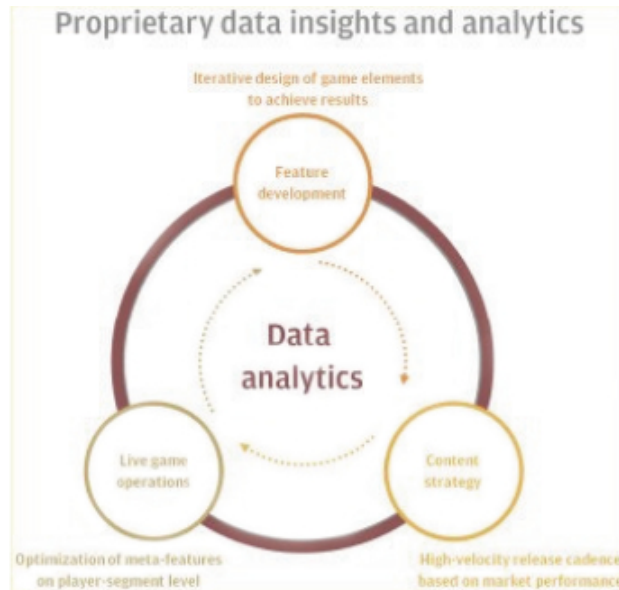 Proprietary data insights and analytics
Iterative design of game elements
to achieve results
Feature
development
Data
analytics
Live game
operations
Content
strategy
Optimization of meta-features
on player-segment level
High-velocity release cadence
based on market performance